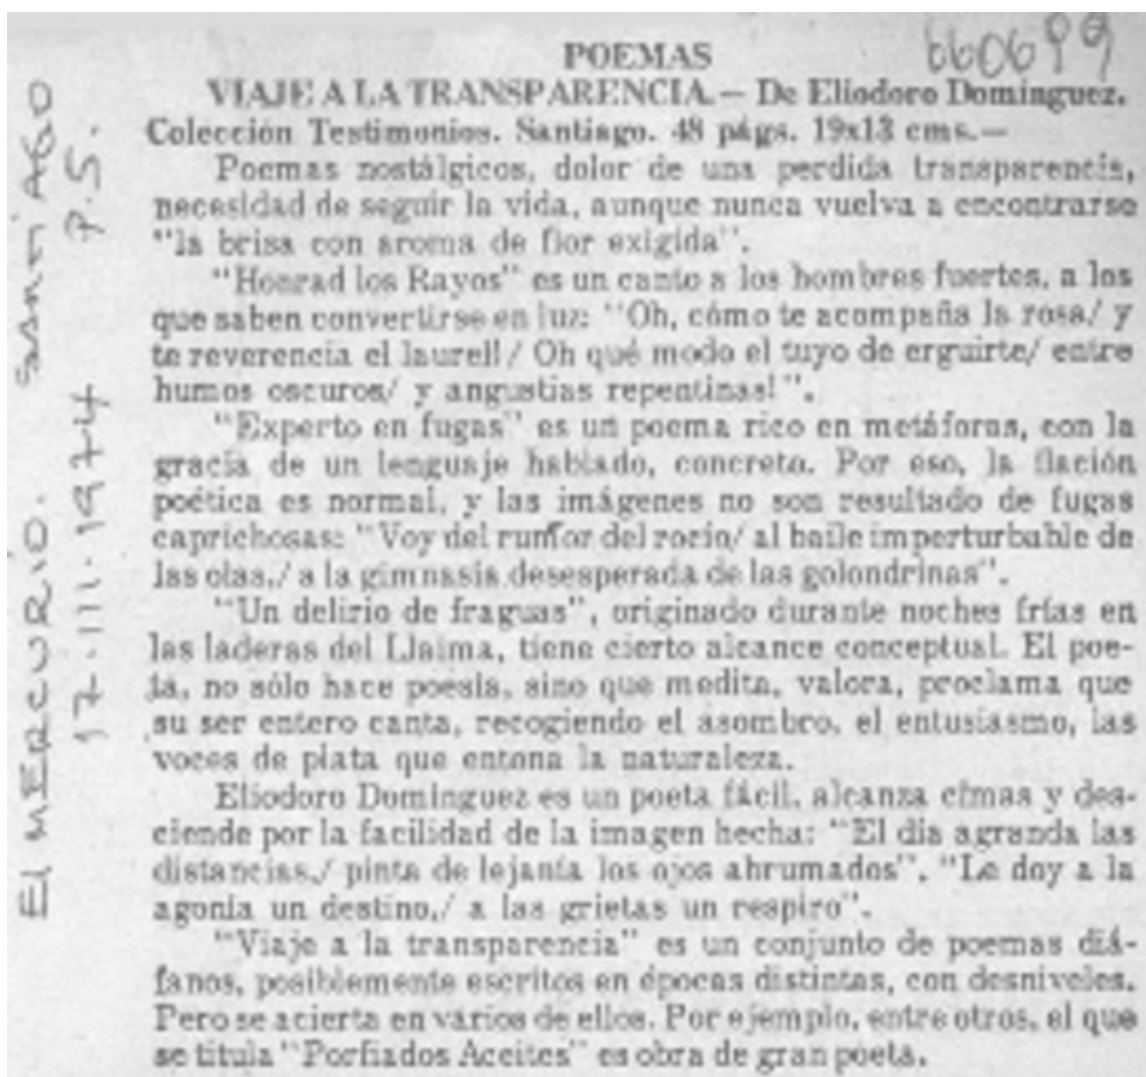 660699
POEMAS
VIAJE A LA TRANSPARENCIA.— De Eliodoro Domínguez.
Colección Testimonios. Santiago. 48 págs. 19x13 cms.—
Poemas nostálgicos, dolor de una perdida transparencia,
necesidad de seguir la vida, aunque nunca vuelva a encontrarse
"la brisa con aroma de flor exigida".
"Honrad los Rayos" es un canto a los hombres fuertes, a los
que saben convertirse en luz: "Oh, cómo te acompaña la rosa/ y
te reverencia el laurel!/ Oh qué modo el tuyo de erguirte/ entre
humos oscuros/ y angustias repentinas!".
"Experto en fugas" es un poema rico en metáforas, con la
gracia de un lenguaje hablado, concreto. Por eso, la ilación
poética es normal, y las imágenes no son resultado de fugas
caprichosas: "Voy del rumor del rocío/ al baile imperturbable de
las olas,/ a la gimnasia desesperada de las golondrinas".
"Un delirio de fraguas", originado durante noches frías en
las laderas del Llaima, tiene cierto alcance conceptual. El poe-
ta, no sólo hace poesía, sino que medita, valora, proclama que
su ser entero canta, recogiendo el asombro, el entusiasmo, las
voces de plata que entona la naturaleza.
Eliodoro Domínguez es un poeta fácil, alcanza cimas y des-
ciende por la facilidad de la imagen hecha: "El día agranda las
distancias,/ pinta de lejanía los ojos abrumados". "Le doy a la
agonía un destino,/ a las grietas un respiro".
"Viaje a la transparencia" es un conjunto de poemas diá-
fanos, posiblemente escritos en épocas distintas, con desniveles.
Pero se acierta en varios de ellos. Por ejemplo, entre otros, el que
se titula "Porfiados Aceites" es obra de gran poeta.
El MERCURIO. SANTIAGO
17.III.1974 P.5.